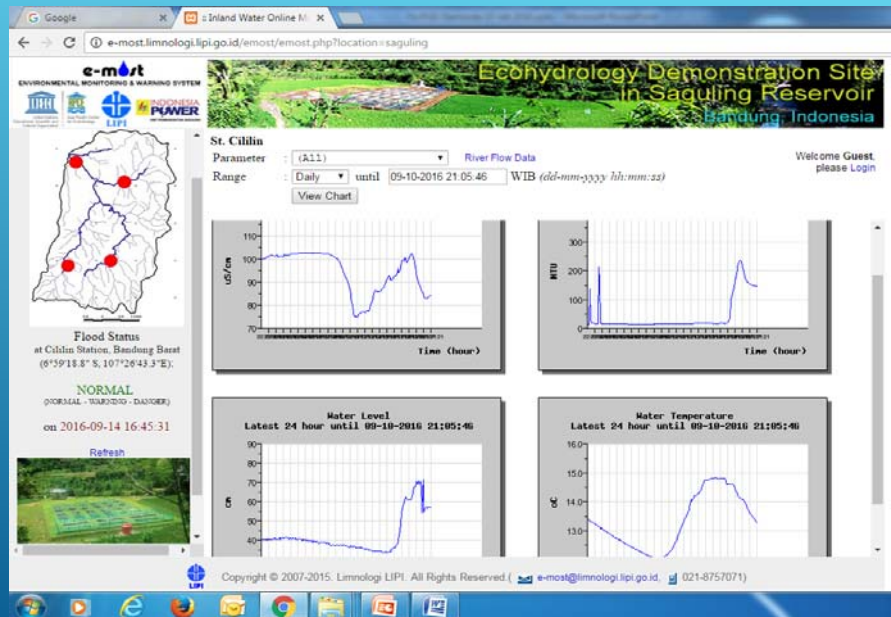 Google
:: Inland Water Online M
e-most.limnologi.lipi.go.id/emost/emost.php?location=saguling
e-most
ENVIRONMENTAL MONITORING & WARNING SYSTEM
LIPI
INDONESIA POWER
Ecohydrology Demonstration Site
in Saguling Reservoir
Bandung, Indonesia
St. Cililin
Parameter : (All) River Flow Data
Range : Daily until 09-10-2016 21:05:46 WIB (dd-mm-yyyy hh:mm:ss)
View Chart
Welcome Guest,
please Login
Flood Status
at Cililin Station, Bandung Barat
(6°59'18.8" S, 107°26'43.3"E):
NORMAL
(NORMAL - WARNING - DANGER)
on 2016-09-14 16:45:31
Refresh
110
100
90
80
70
uS/cm
Time (hour)
300
200
100
0
NTU
Time (hour)
Water Level
Latest 24 hour until 09-10-2016 21:05:46
90
80
70
60
50
40
cm
Water Temperature
Latest 24 hour until 09-10-2016 21:05:46
16.0
15.0
14.0
13.0
oC
LIPI
Copyright © 2007-2015. Limnologi LIPI. All Rights Reserved.( e-most@limnologi.lipi.go.id, 021-8757071)